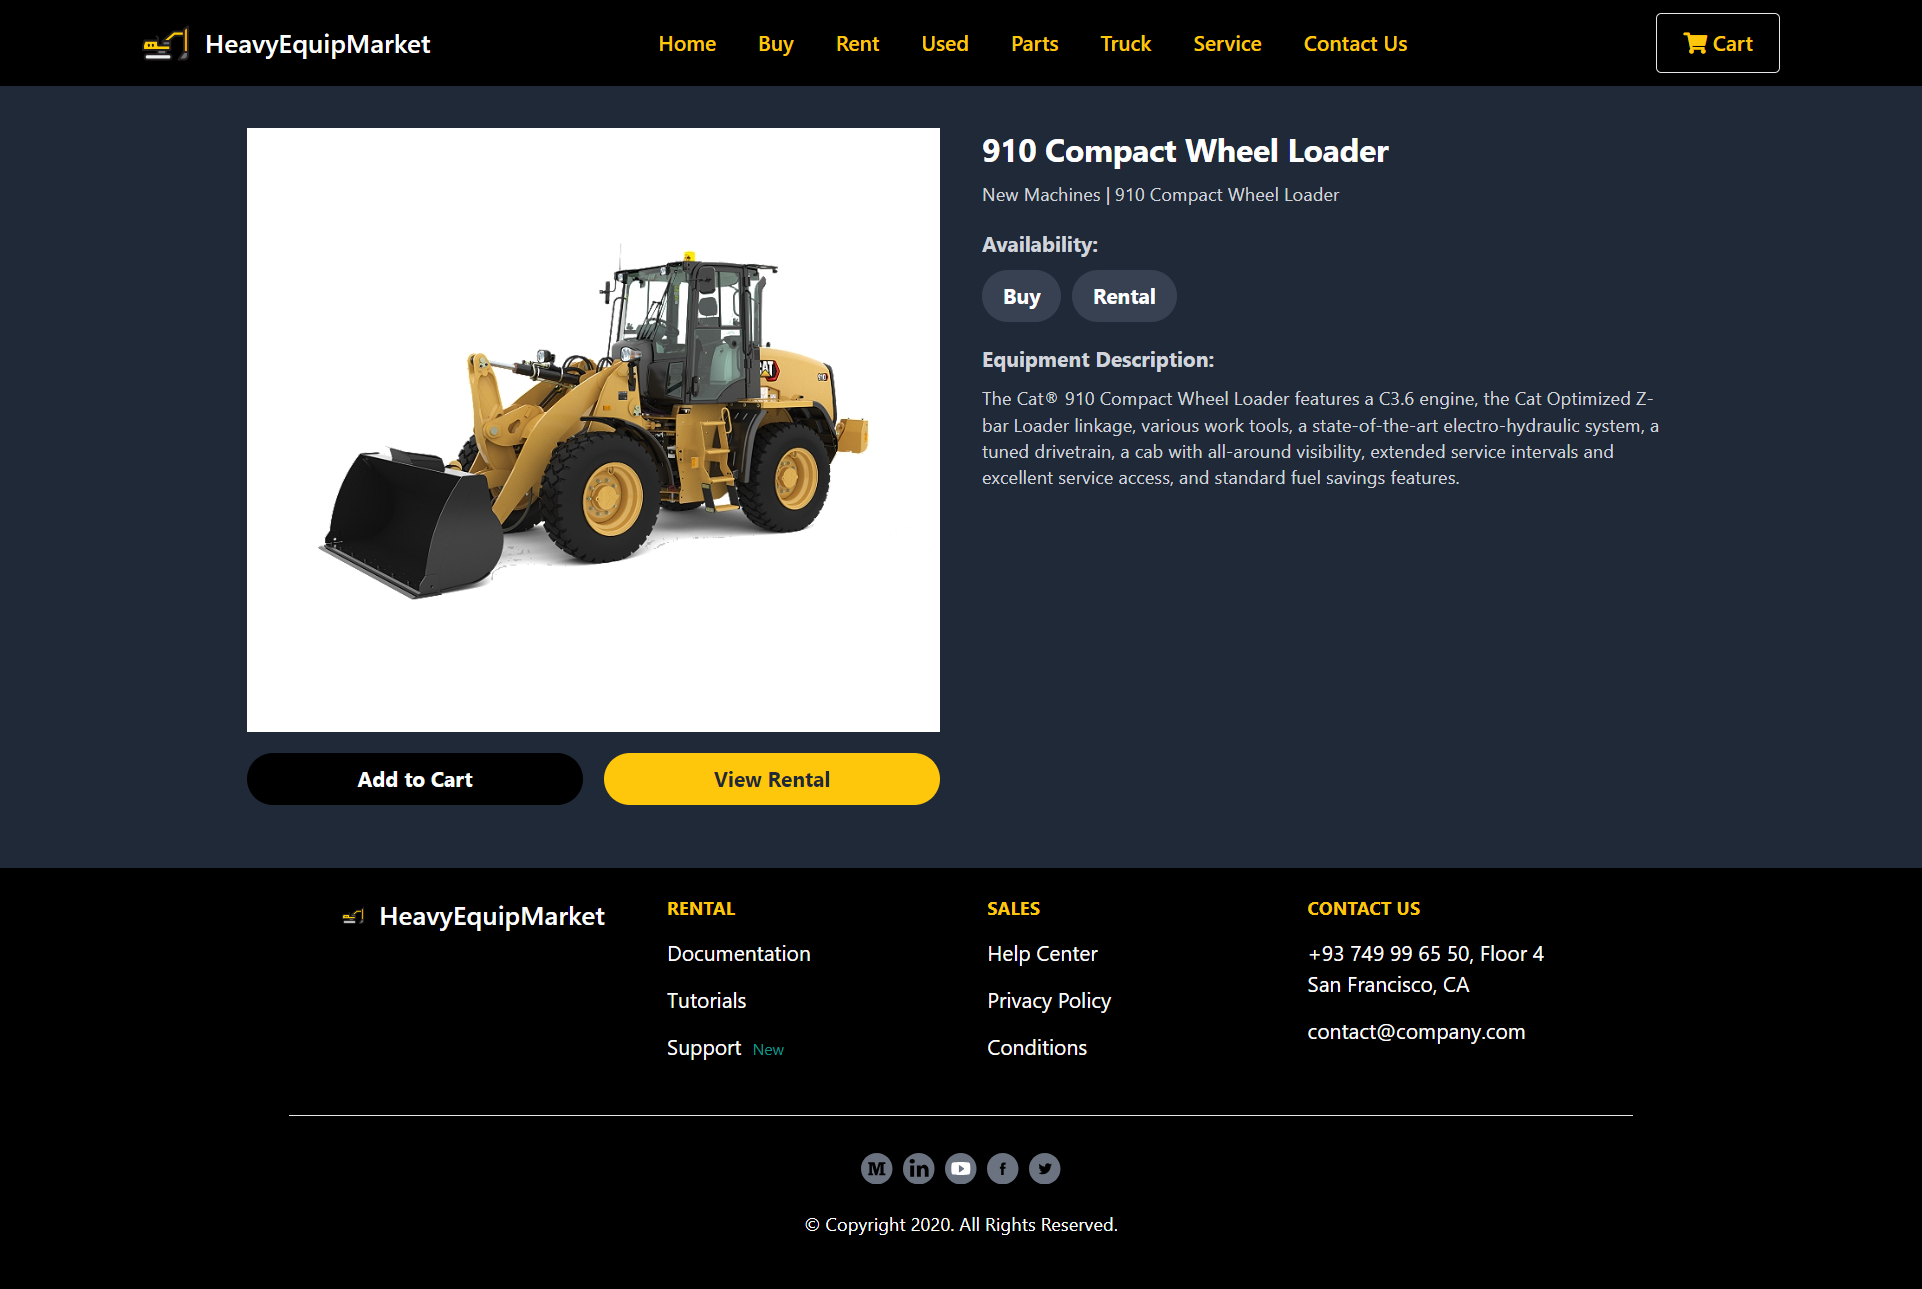 HeavyEquipMarket
Home Buy Rent Used Parts Truck Service Contact Us
Cart
910 Compact Wheel Loader
New Machines | 910 Compact Wheel Loader
Availability:
Buy Rental
Equipment Description:
The Cat® 910 Compact Wheel Loader features a C3.6 engine, the Cat Optimized Z-
bar Loader linkage, various work tools, a state-of-the-art electro-hydraulic system, a
tuned drivetrain, a cab with all-around visibility, extended service intervals and
excellent service access, and standard fuel savings features.
CAT
910
Add to Cart View Rental
HeavyEquipMarket
RENTAL
Documentation
Tutorials
Support New
SALES
Help Center
Privacy Policy
Conditions
CONTACT US
+93 749 99 65 50, Floor 4
San Francisco, CA
contact@company.com
© Copyright 2020. All Rights Reserved.